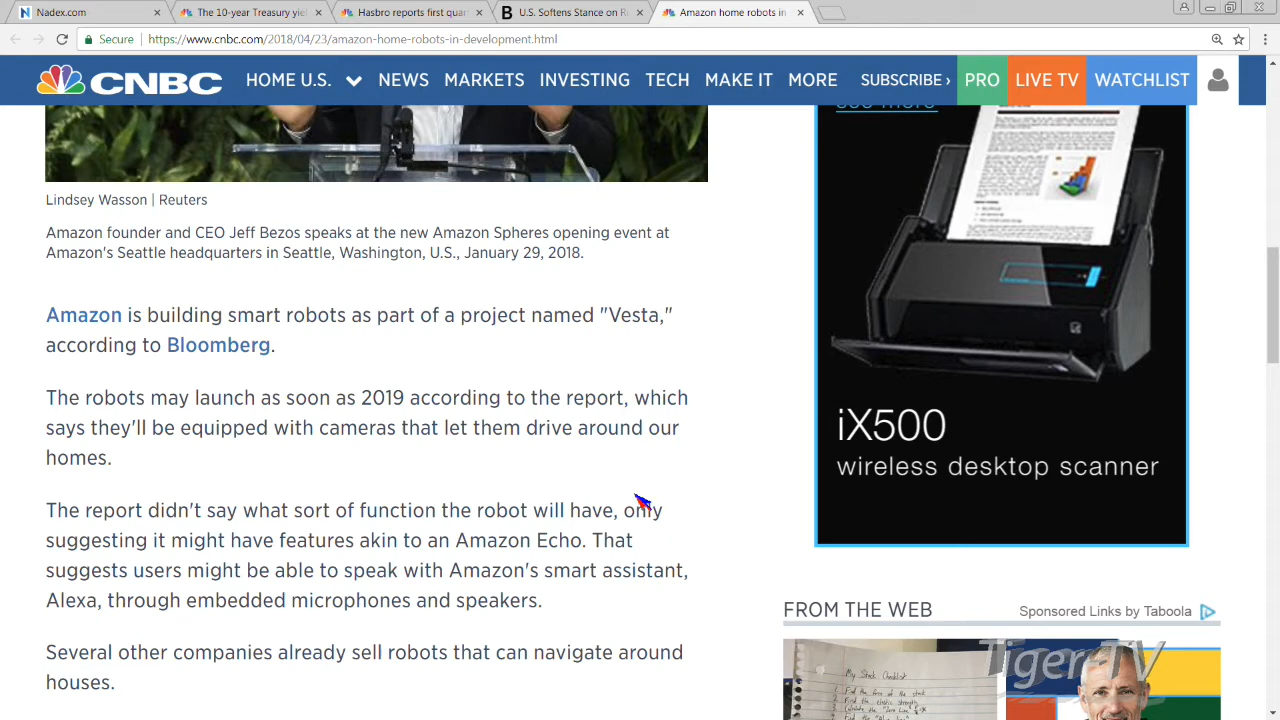 Nadex.com
The 10-year Treasury yie
Hasbro reports first quar
U.S. Softens Stance on R
Amazon home robots in
Secure
https://www.cnbc.com/2018/04/23/amazon-home-robots-in-development.html
CNBC
HOME U.S.
NEWS
MARKETS
INVESTING
TECH
MAKE IT
MORE
SUBSCRIBE ›
PRO
LIVE TV
WATCHLIST
see more
Lindsey Wasson | Reuters
Amazon founder and CEO Jeff Bezos speaks at the new Amazon Spheres opening event at
Amazon's Seattle headquarters in Seattle, Washington, U.S., January 29, 2018.
Amazon is building smart robots as part of a project named "Vesta,"
according to Bloomberg.
The robots may launch as soon as 2019 according to the report, which
says they'll be equipped with cameras that let them drive around our
homes.
The report didn't say what sort of function the robot will have, only
suggesting it might have features akin to an Amazon Echo. That
suggests users might be able to speak with Amazon's smart assistant,
Alexa, through embedded microphones and speakers.
Several other companies already sell robots that can navigate around
houses.
iX500
wireless desktop scanner
FROM THE WEB
Sponsored Links by Taboola
My Stock Checklist
Tiger-TV